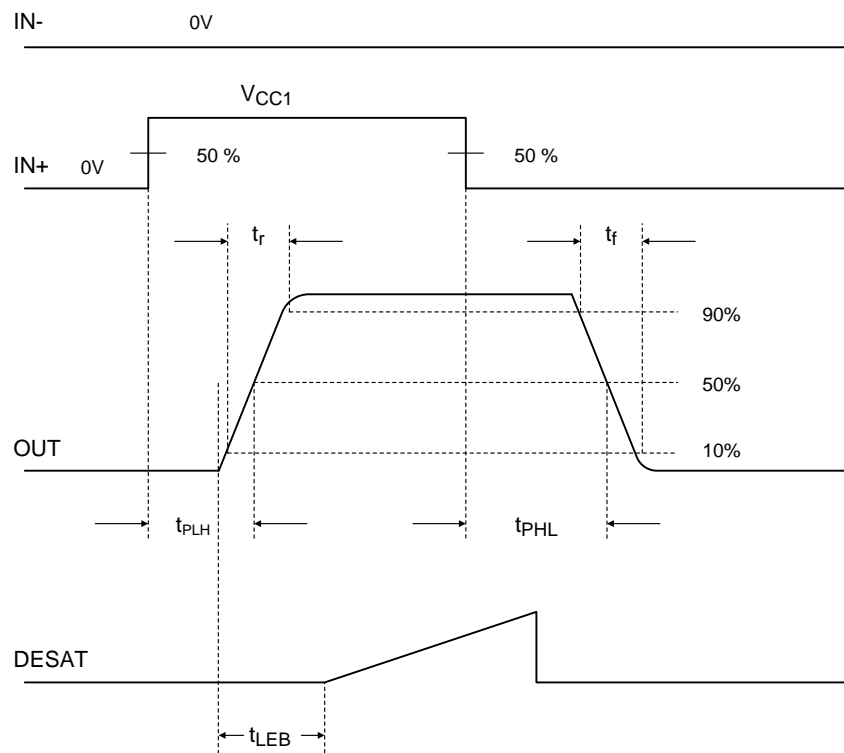 IN- 0V
VCC1
IN+ 0V 50 % 50 %
tr tf
90%
50%
OUT 10%
tPLH tPHL
DESAT
tLEB